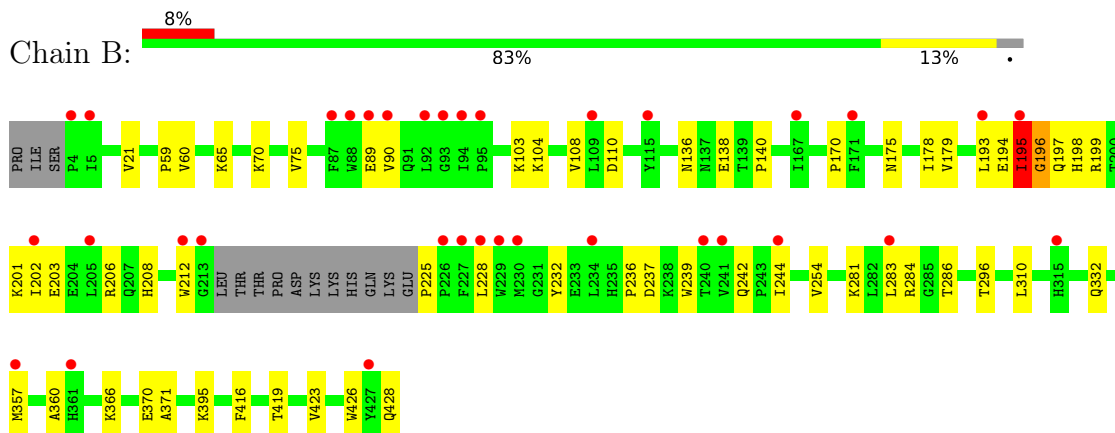 8%
Chain B:
83% 13% •
PRO ILE SER P4 I5 V21 P59 V60 K65 K70 V75 F87 W88 E89 V90 Q91 L92 G93 I94 P95 K103 K104 V108 L109 D110 Y115 N136 N137 E138 T139 P140 I167 P170 F171 N175 I178 V179 L193 E194 I195 G196 Q197 H198 R199 T200
K201 I202 E203 E204 L205 R206 Q207 H208 W212 G213 LEU THR THR PRO ASP LYS LYS HIS GLN LYS GLU P225 P226 F227 L228 W229 M230 G231 Y232 E233 L234 H235 P236 D237 K238 W239 T240 V241 Q242 P243 I244 V254 K281 L282 L283 R284 G285 T286 T296 L310 H315 Q332
M357 A360 H361 K366 E370 A371 K395 F416 T419 V423 W426 Y427 Q428